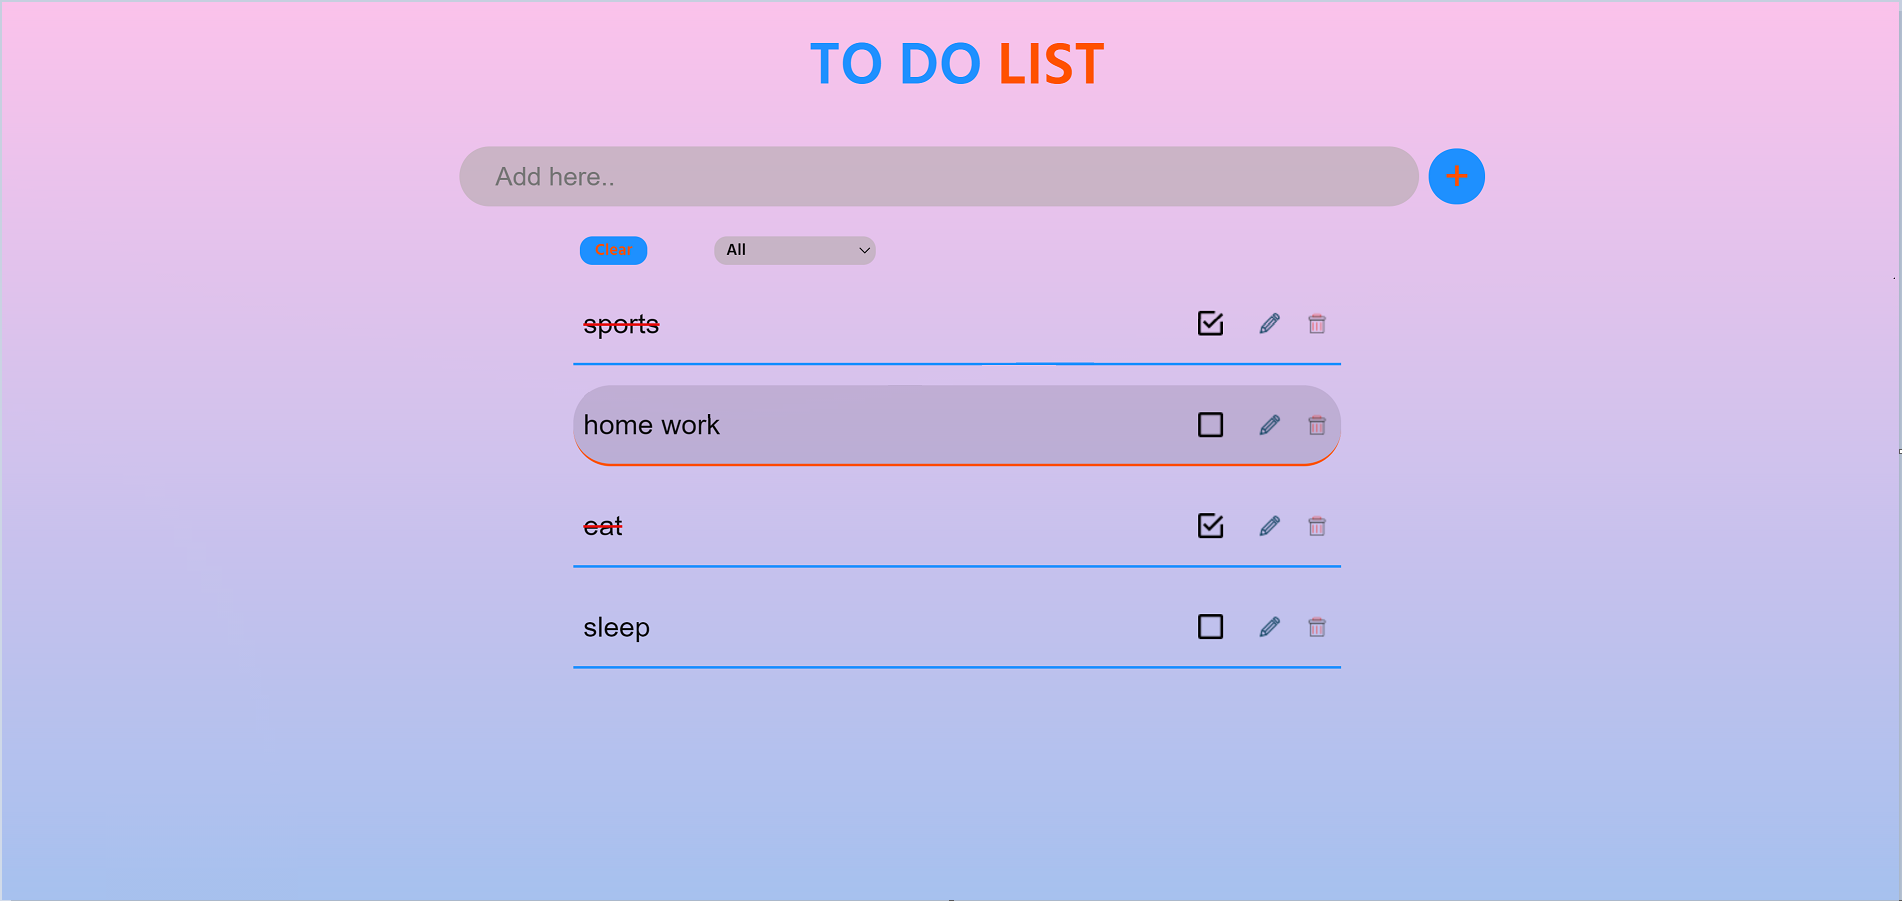 TO DO LIST
Add here..
+
Clear
All
sports
home work
eat
sleep